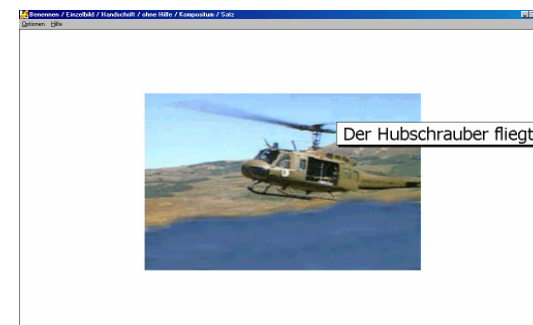 Benennen / Einzelbild / Handschrift / ohne Hilfe / Kompositum / Satz
Optionen Hilfe
Der Hubschrauber fliegt